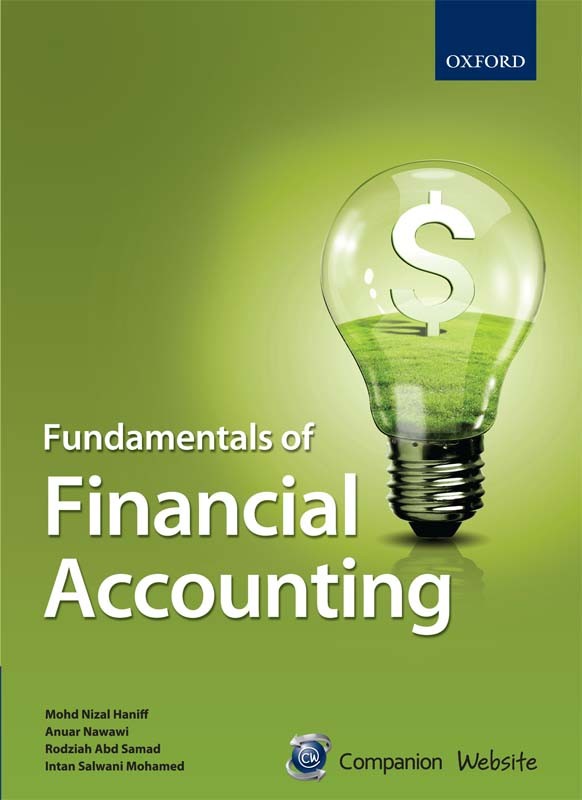 OXFORD
$
Fundamentals of
Financial
Accounting
Mohd Nizal Haniff
Anuar Nawawi
Rodziah Abd Samad
Intan Salwani Mohamed
CW Companion Website